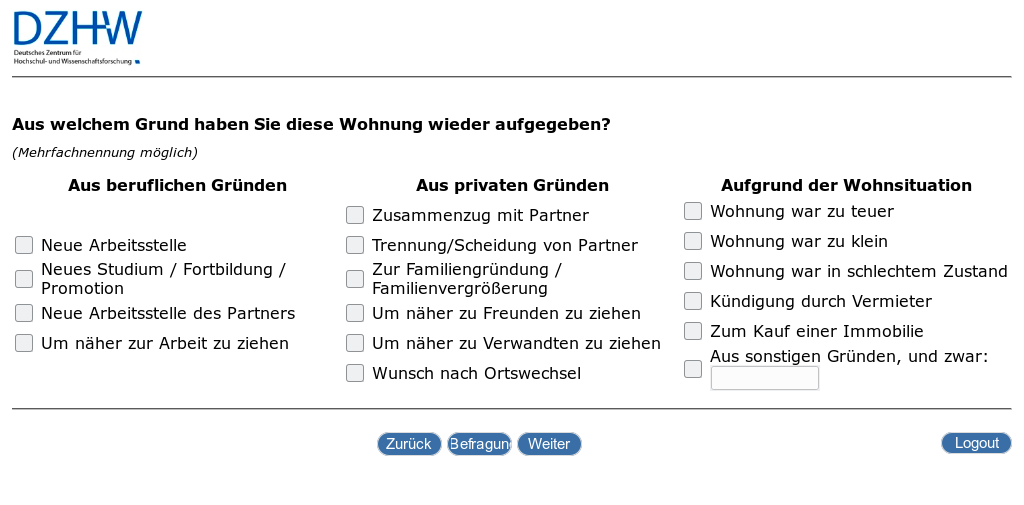 DZHW
Deutsches Zentrum für
Hochschul- und Wissenschaftsforschung
Aus welchem Grund haben Sie diese Wohnung wieder aufgegeben?
(Mehrfachnennung möglich)
Aus beruflichen Gründen
Neue Arbeitsstelle
Neues Studium / Fortbildung /
Promotion
Neue Arbeitsstelle des Partners
Um näher zur Arbeit zu ziehen
Aus privaten Gründen
Zusammenzug mit Partner
Trennung/Scheidung von Partner
Zur Familiengründung /
Familienvergrößerung
Um näher zu Freunden zu ziehen
Um näher zu Verwandten zu ziehen
Wunsch nach Ortswechsel
Aufgrund der Wohnsituation
Wohnung war zu teuer
Wohnung war zu klein
Wohnung war in schlechtem Zustand
Kündigung durch Vermieter
Zum Kauf einer Immobilie
Aus sonstigen Gründen, und zwar:
Zurück
Befragung
Weiter
Logout